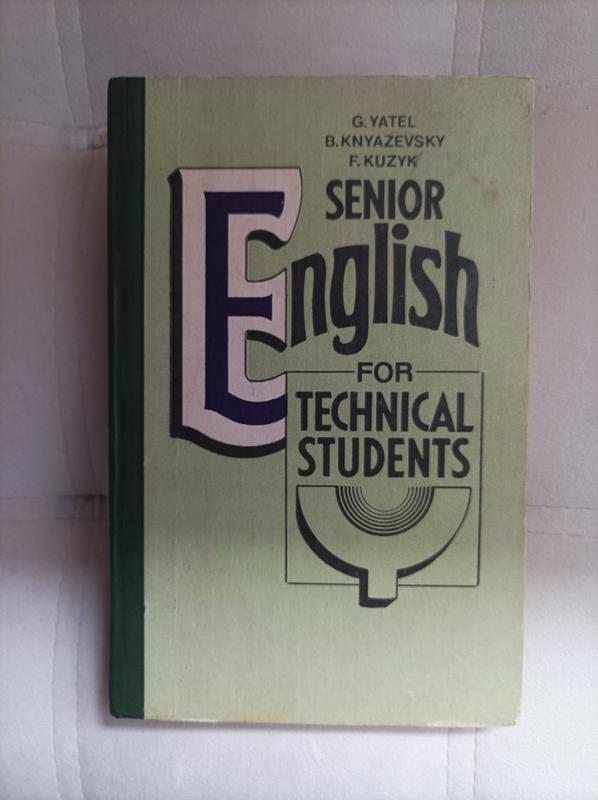 G. YATEL
B. KNYAZEVSKY
F. KUZYK
SENIOR
English
FOR
TECHNICAL
STUDENTS